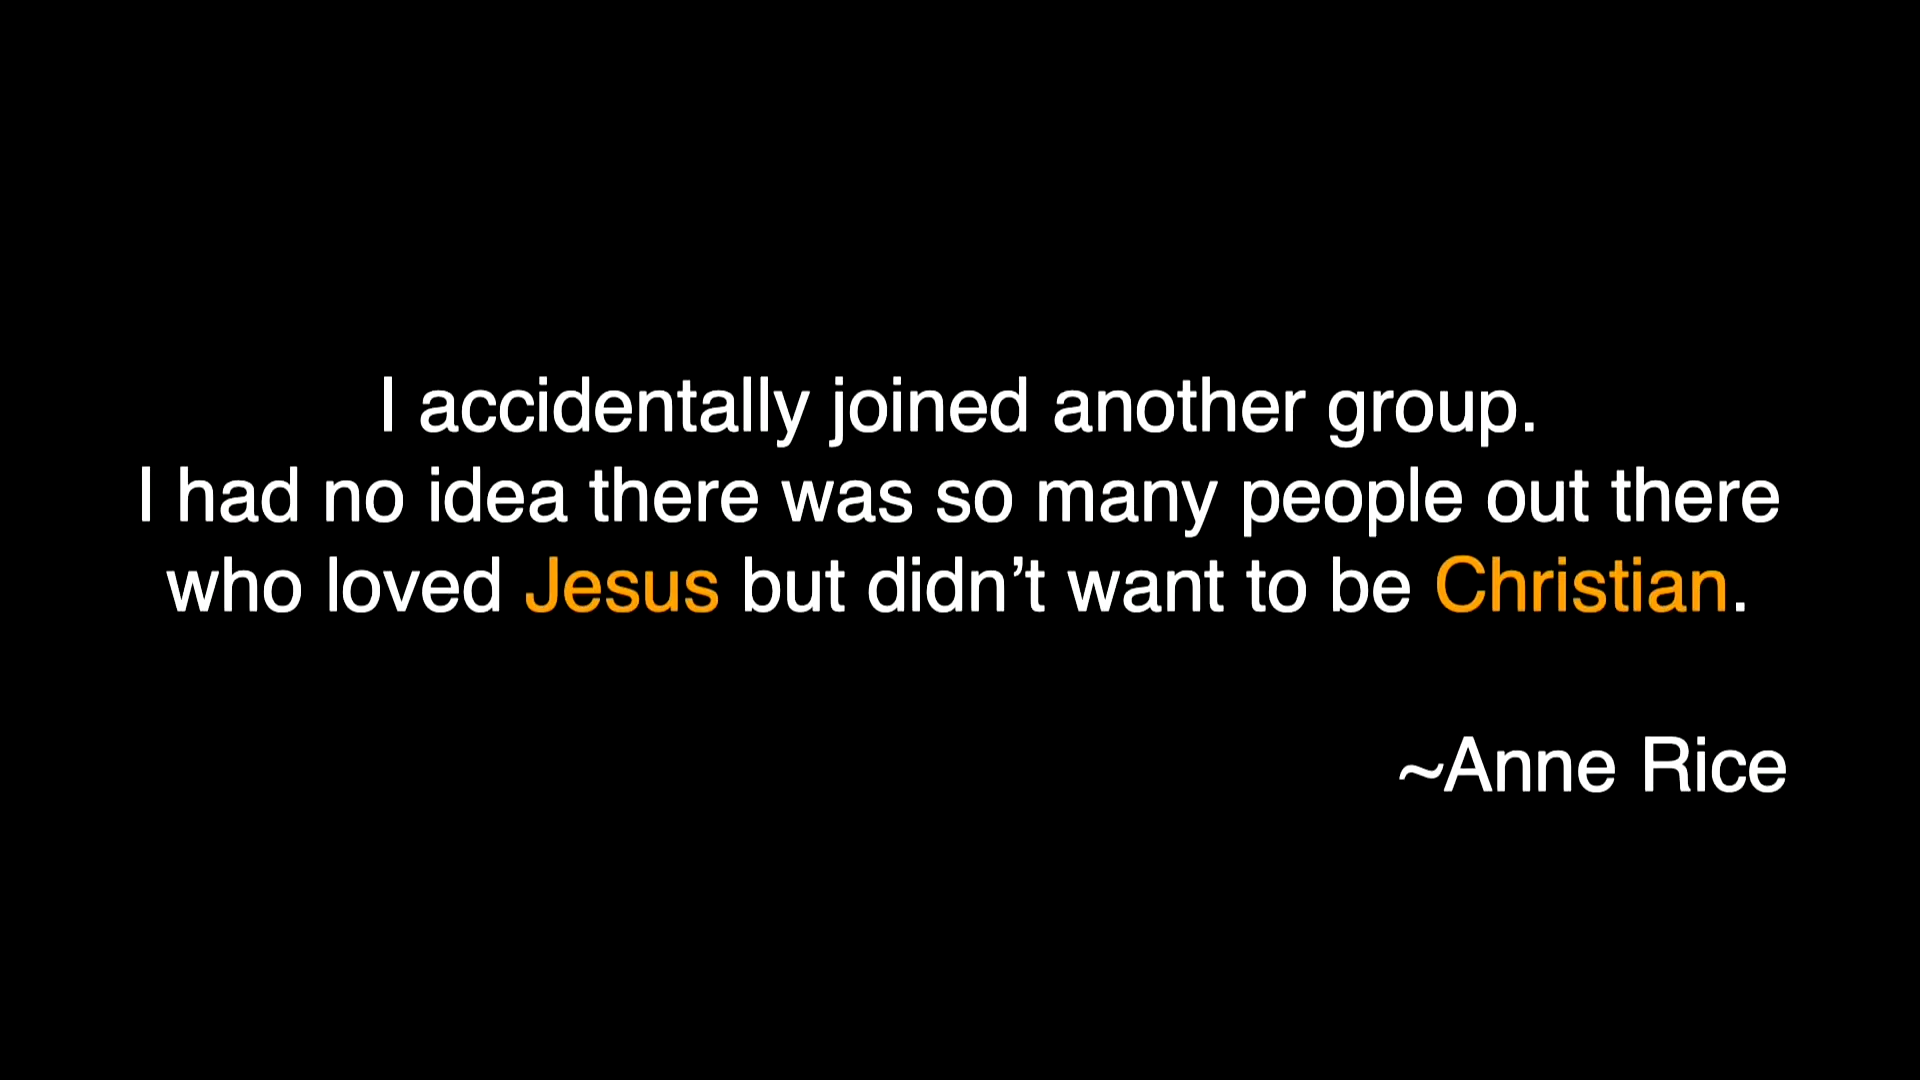 I accidentally joined another group.
I had no idea there was so many people out there
who loved Jesus but didn’t want to be Christian.
~Anne Rice